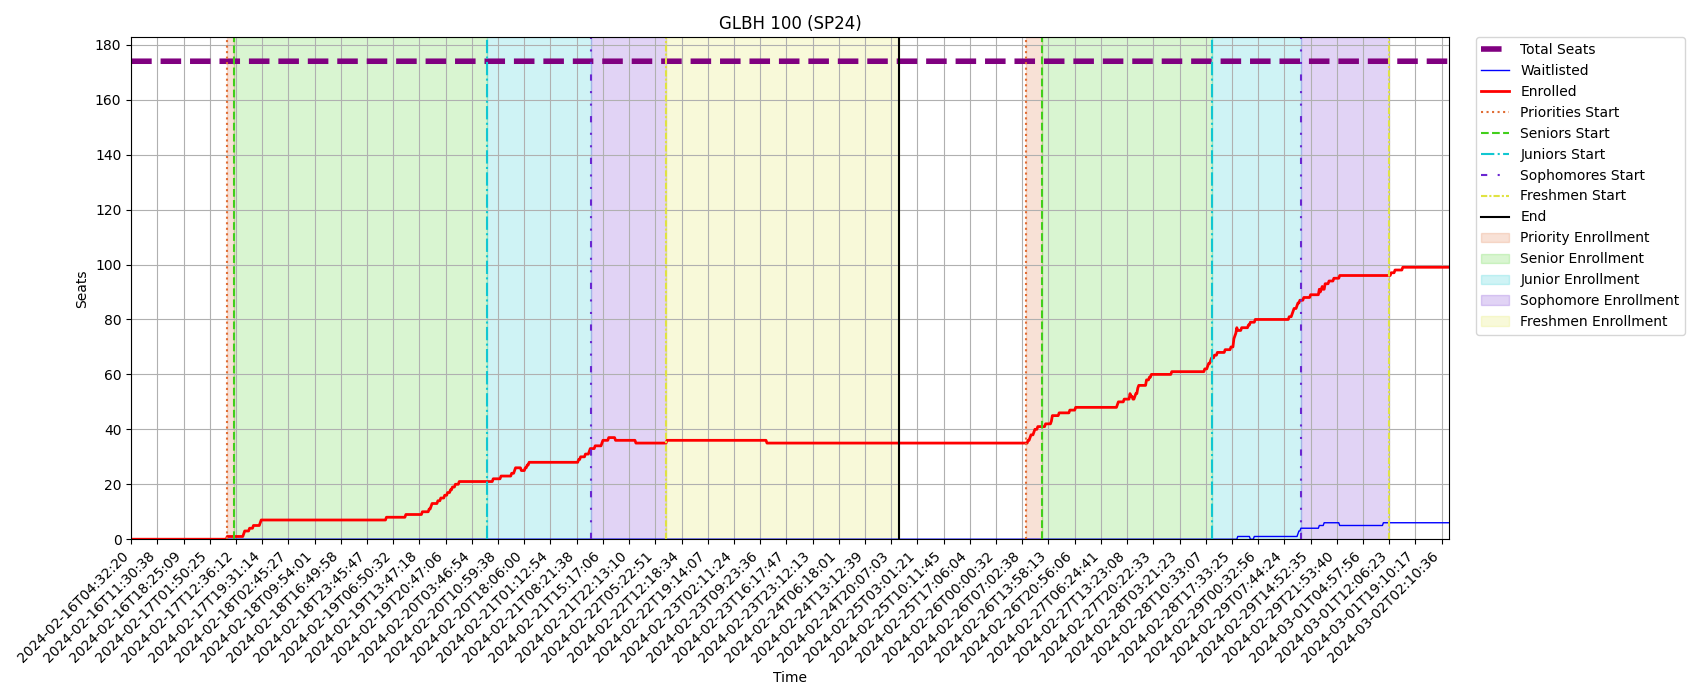 GLBH 100 (SP24)
Seats
180
160
140
120
100
80
60
40
20
0
2024-02-16T04:32:20
2024-02-16T11:30:38
2024-02-16T18:25:09
2024-02-17T01:50:25
2024-02-17T12:36:12
2024-02-17T19:31:14
2024-02-18T02:45:27
2024-02-18T09:54:01
2024-02-18T16:49:58
2024-02-18T23:45:47
2024-02-19T06:50:32
2024-02-19T13:47:18
2024-02-19T20:47:06
2024-02-20T03:46:54
2024-02-20T10:59:38
2024-02-20T18:06:00
2024-02-21T01:12:54
2024-02-21T08:21:38
2024-02-21T15:17:06
2024-02-21T22:13:10
2024-02-22T05:22:51
2024-02-22T12:18:34
2024-02-22T19:14:07
2024-02-23T02:11:24
2024-02-23T09:23:36
2024-02-23T16:17:47
2024-02-23T23:12:13
2024-02-24T06:18:01
2024-02-24T13:12:39
2024-02-24T20:07:03
2024-02-25T03:01:21
2024-02-25T10:11:45
2024-02-25T17:06:04
2024-02-26T00:00:32
2024-02-26T07:02:38
2024-02-26T13:58:13
2024-02-26T20:56:06
2024-02-27T06:24:41
2024-02-27T13:23:08
2024-02-27T20:22:33
2024-02-28T03:21:23
2024-02-28T10:33:07
2024-02-28T17:33:25
2024-02-29T00:32:56
2024-02-29T07:44:24
2024-02-29T14:52:35
2024-02-29T21:53:40
2024-03-01T04:57:56
2024-03-01T12:06:23
2024-03-01T19:10:17
2024-03-02T02:10:36
Time
Total Seats
Waitlisted
Enrolled
Priorities Start
Seniors Start
Juniors Start
Sophomores Start
Freshmen Start
End
Priority Enrollment
Senior Enrollment
Junior Enrollment
Sophomore Enrollment
Freshmen Enrollment